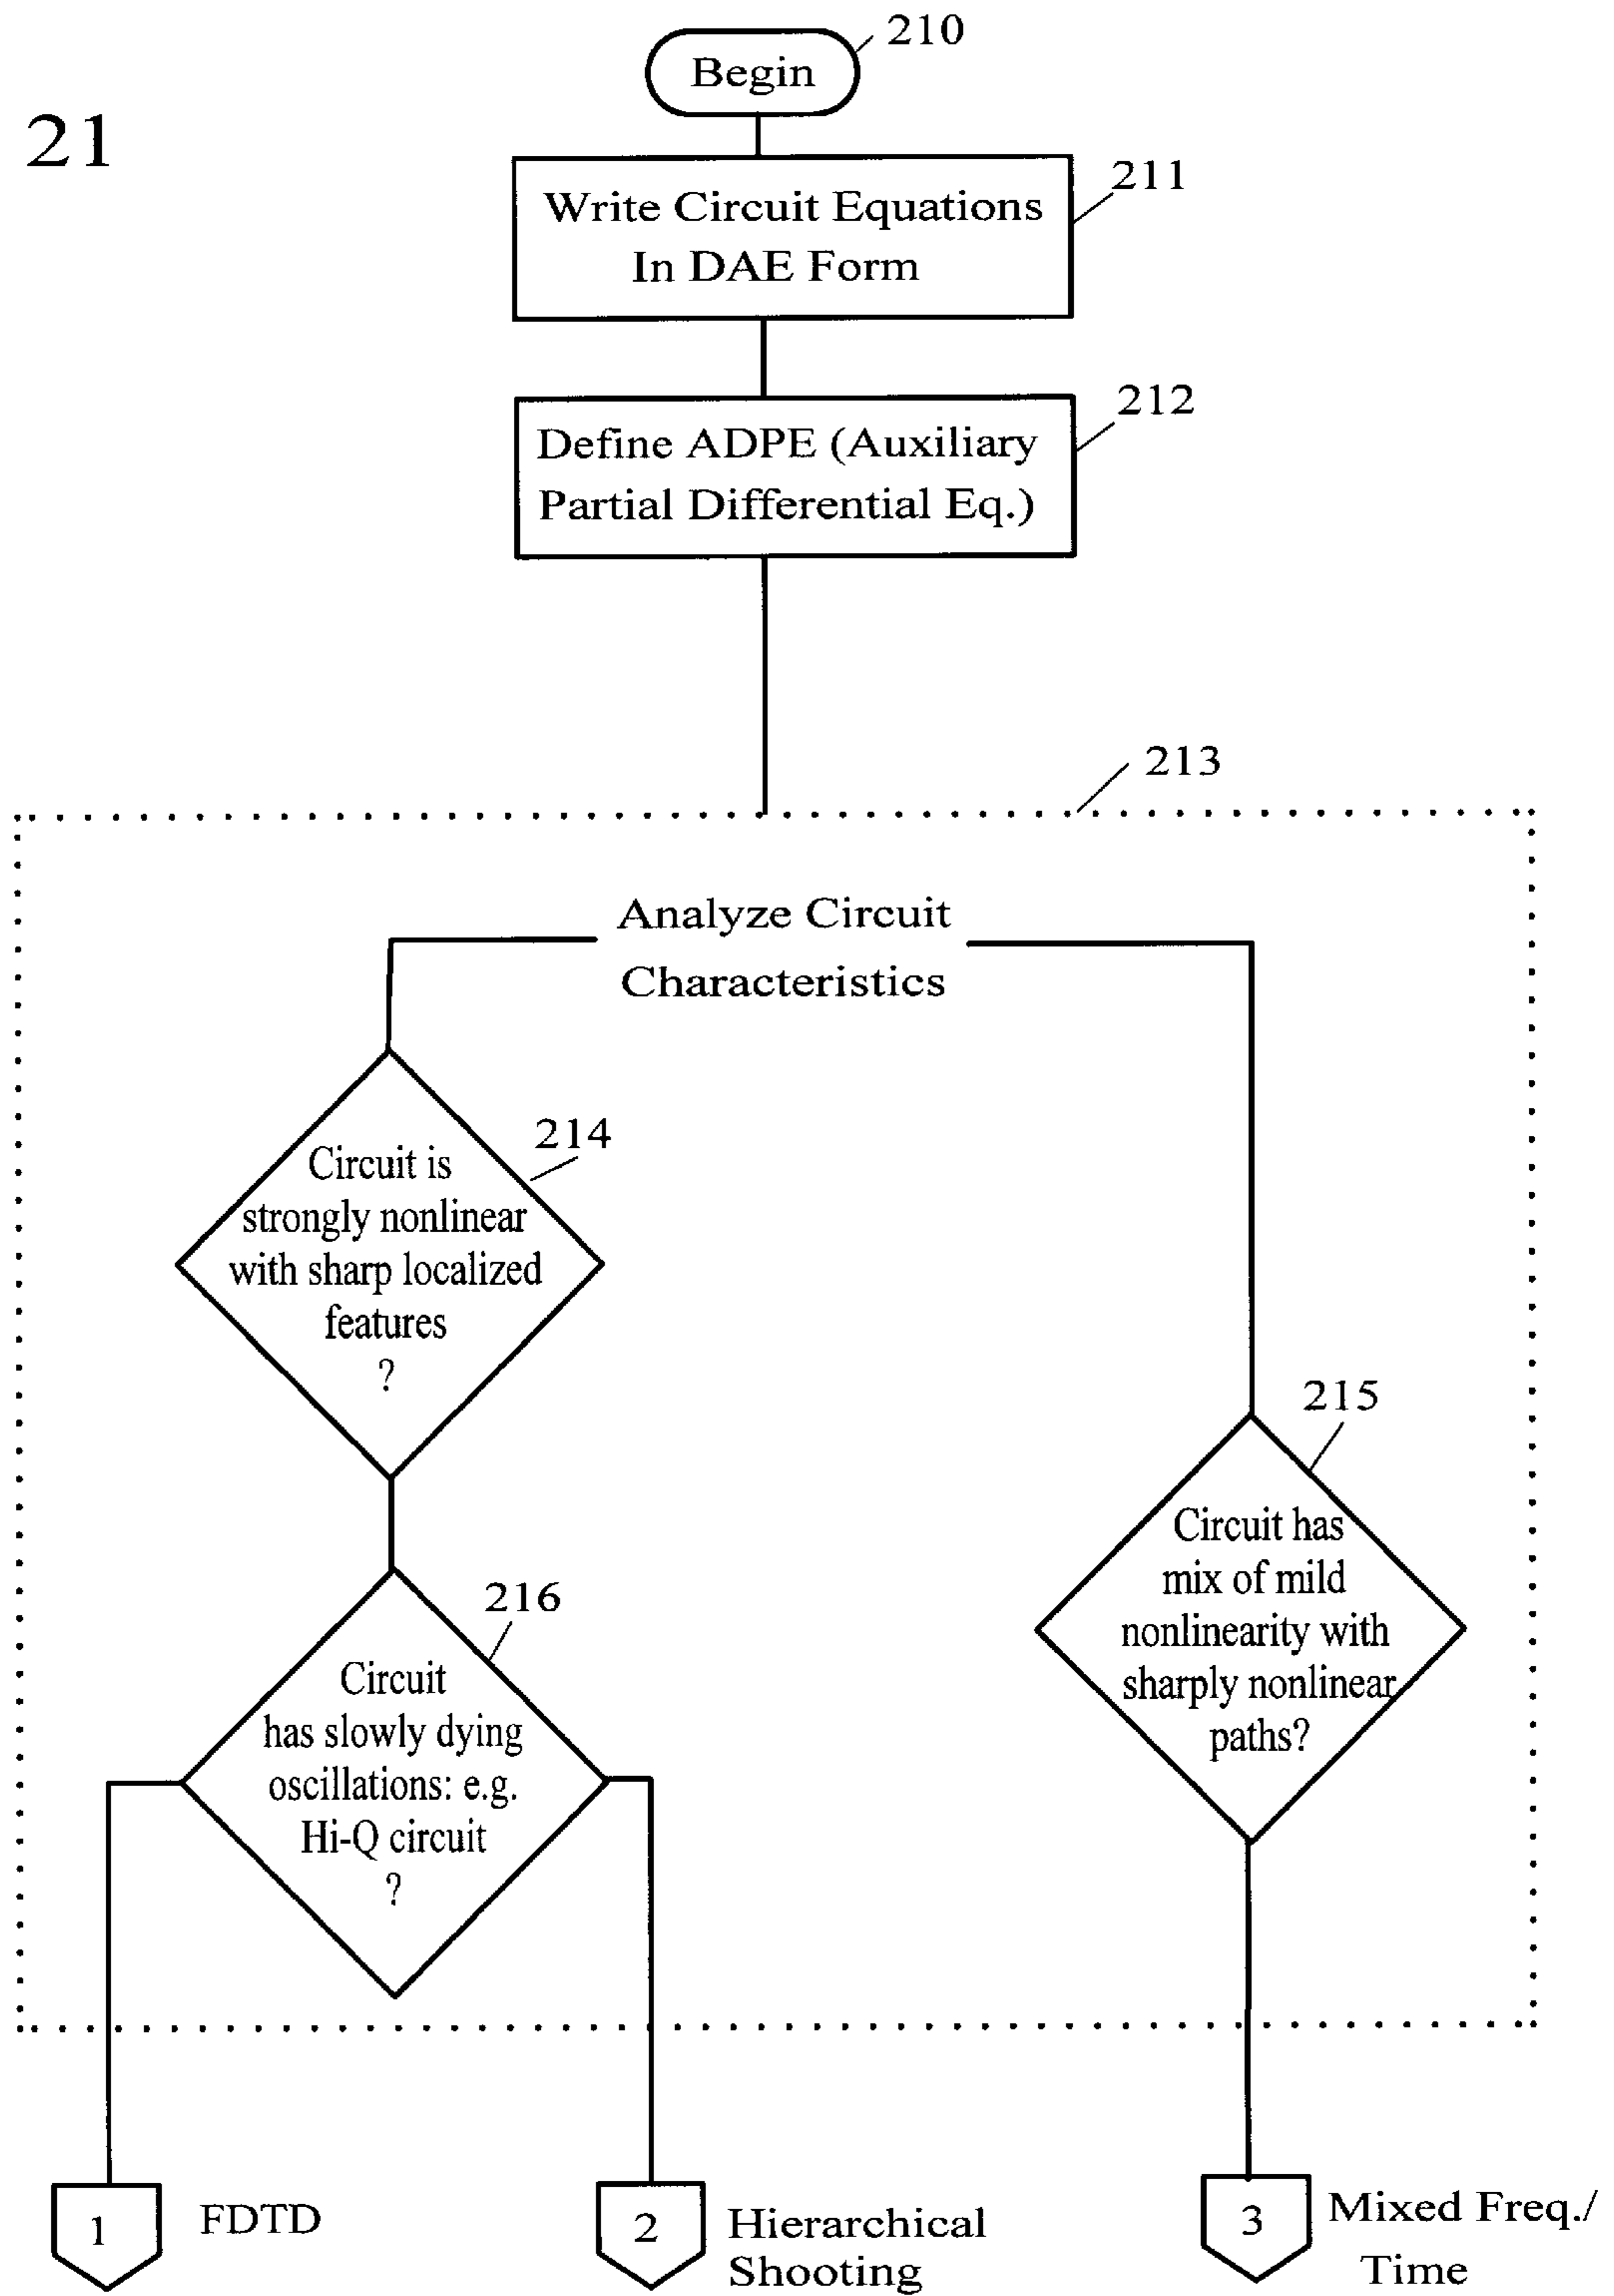 210
Begin
21
211
Write Circuit Equations
In DAE Form
212
Define ADPE (Auxiliary
Partial Differential Eq.)
213
Analyze Circuit
Characteristics
214
Circuit is
strongly nonlinear
with sharp localized
features
?
215
Circuit has
mix of mild
nonlinearity with
sharply nonlinear
paths?
216
Circuit
has slowly dying
oscillations: e.g.
Hi-Q circuit
?
1
FDTD
2
Hierarchical
Shooting
3
Mixed Freq./
Time